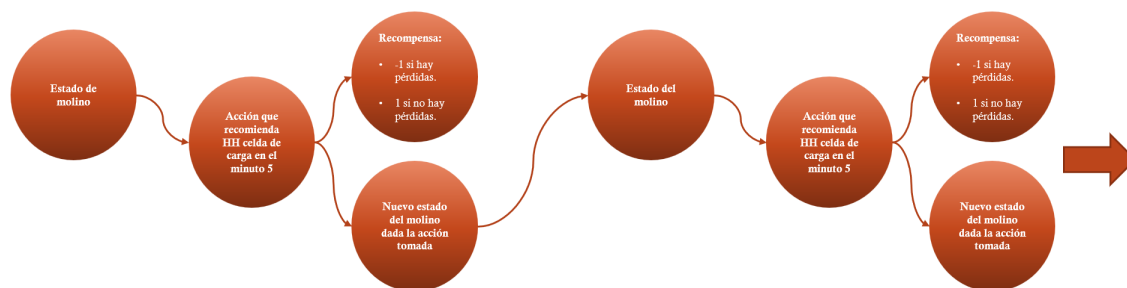 Estado de
molino
Acción que
recomienda
HH celda de
carga en el
minuto 5
Recompensa:
• -1 si hay
pérdidas.
• 1 si no hay
pérdidas.
Nuevo estado
del molino
dada la acción
tomada
Estado del
molino
Acción que
recomienda
HH celda de
carga en el
minuto 5
Recompensa:
• -1 si hay
pérdidas.
• 1 si no hay
pérdidas.
Nuevo estado
del molino
dada la acción
tomada